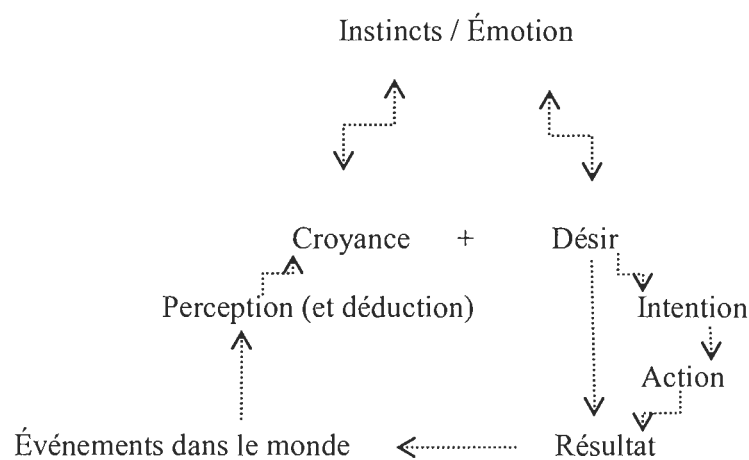 Instincts / Émotion
Croyance + Désir
Perception (et déduction)
Intention
Action
Événements dans le monde
Résultat